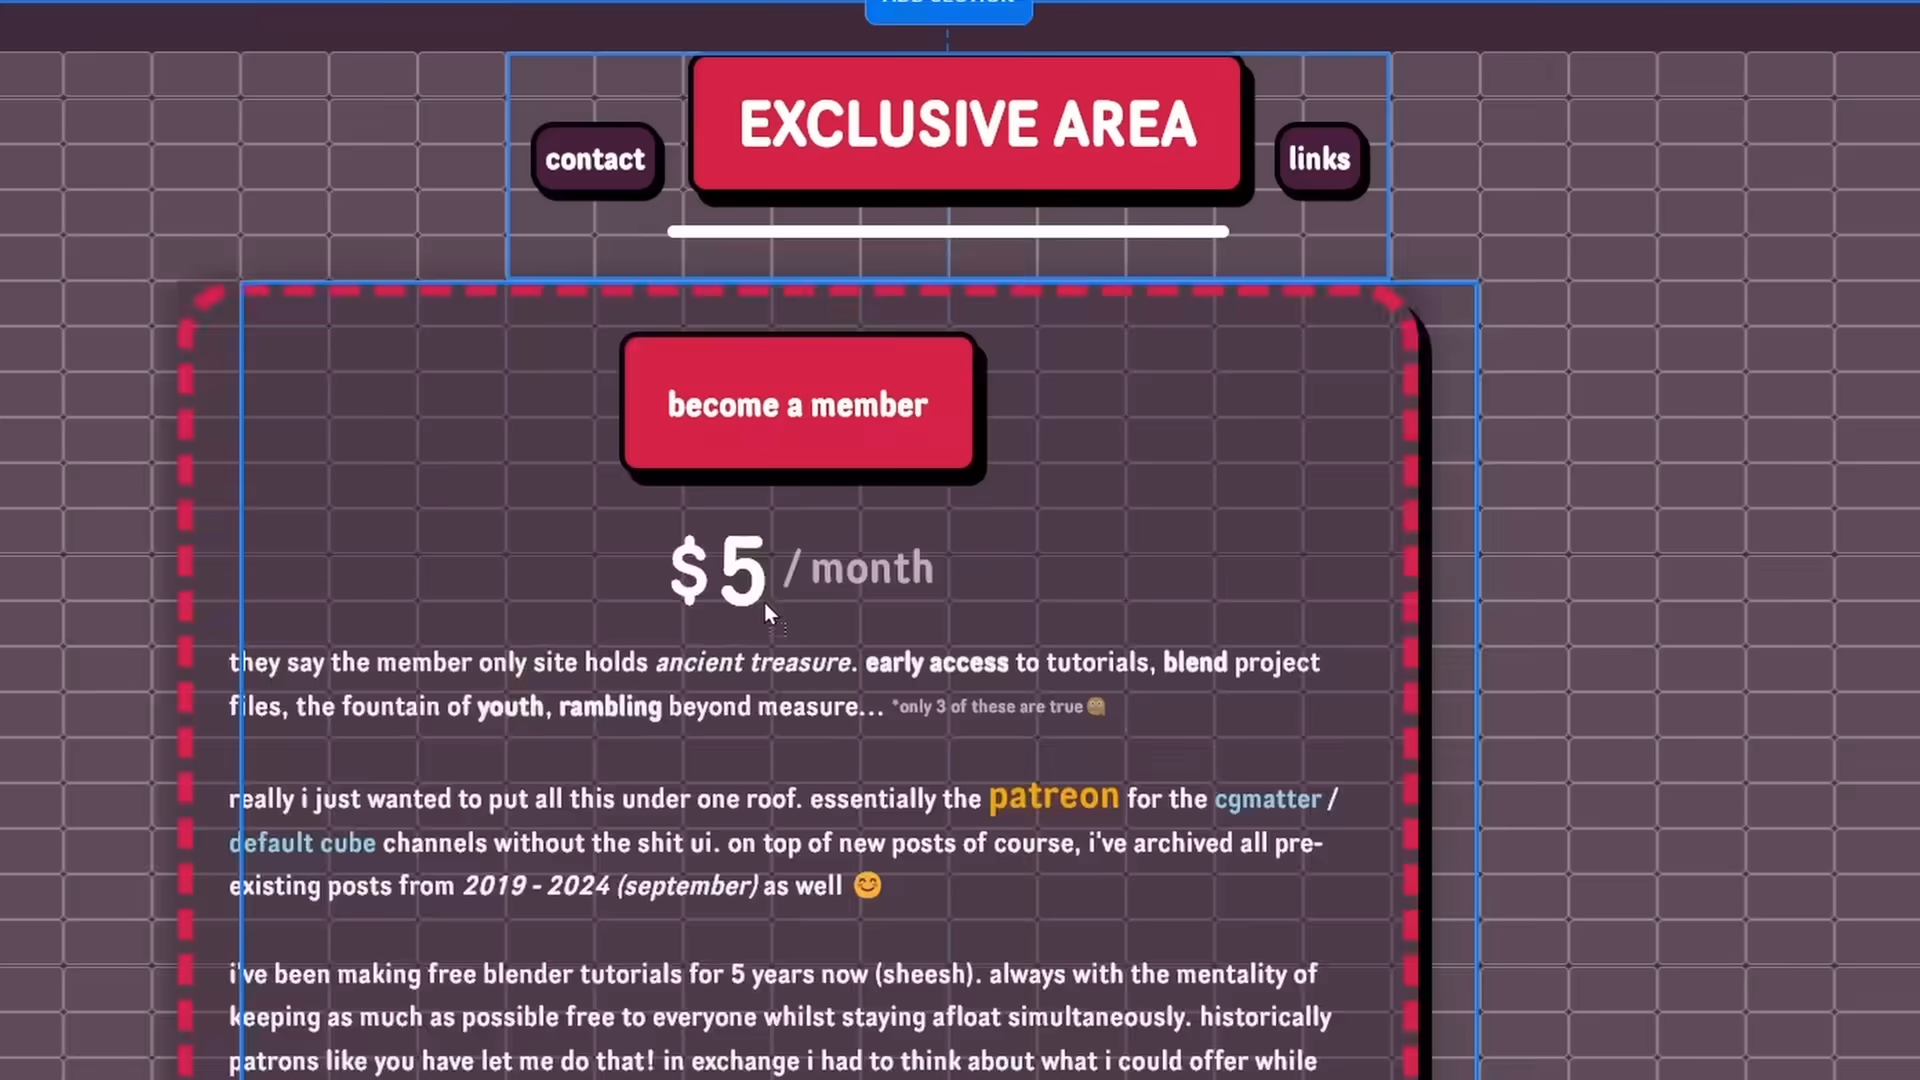 ADD SECTION
EXCLUSIVE AREA
contact
links
become a member
$5 / month
they say the member only site holds ancient treasure. early access to tutorials, blend project
files, the fountain of youth, rambling beyond measure... *only 3 of these are true
really i just wanted to put all this under one roof. essentially the patreon for the cgmatter /
default cube channels without the shit ui. on top of new posts of course, i've archived all pre-
existing posts from 2019 - 2024 (september) as well 😊
i've been making free blender tutorials for 5 years now (sheesh). always with the mentality of
keeping as much as possible free to everyone whilst staying afloat simultaneously. historically
patrons like you have let me do that! in exchange i had to think about what i could offer while